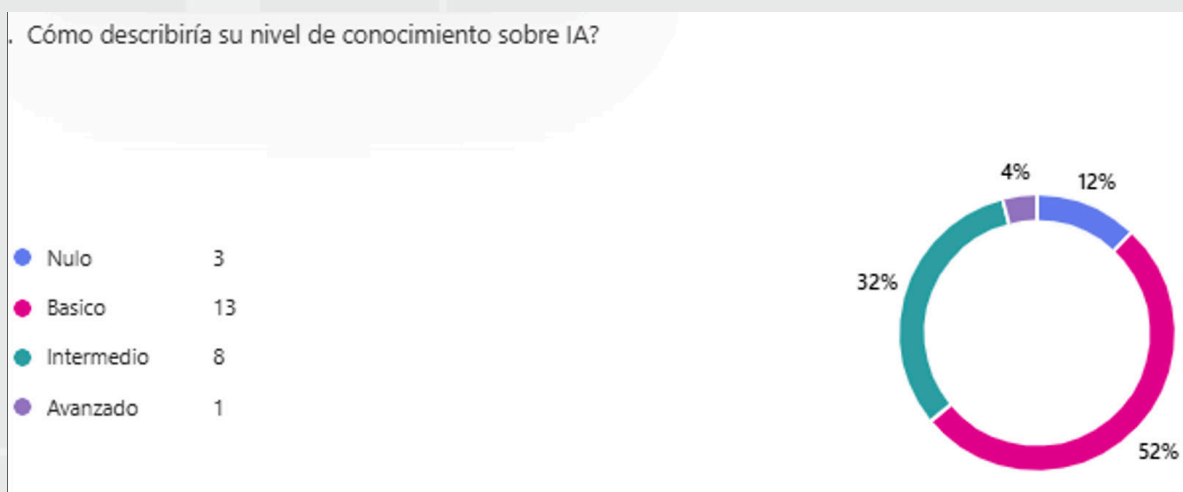 . Cómo describiría su nivel de conocimiento sobre IA?
4%
12%
Nulo 3
32%
Basico 13
Intermedio 8
Avanzado 1
52%